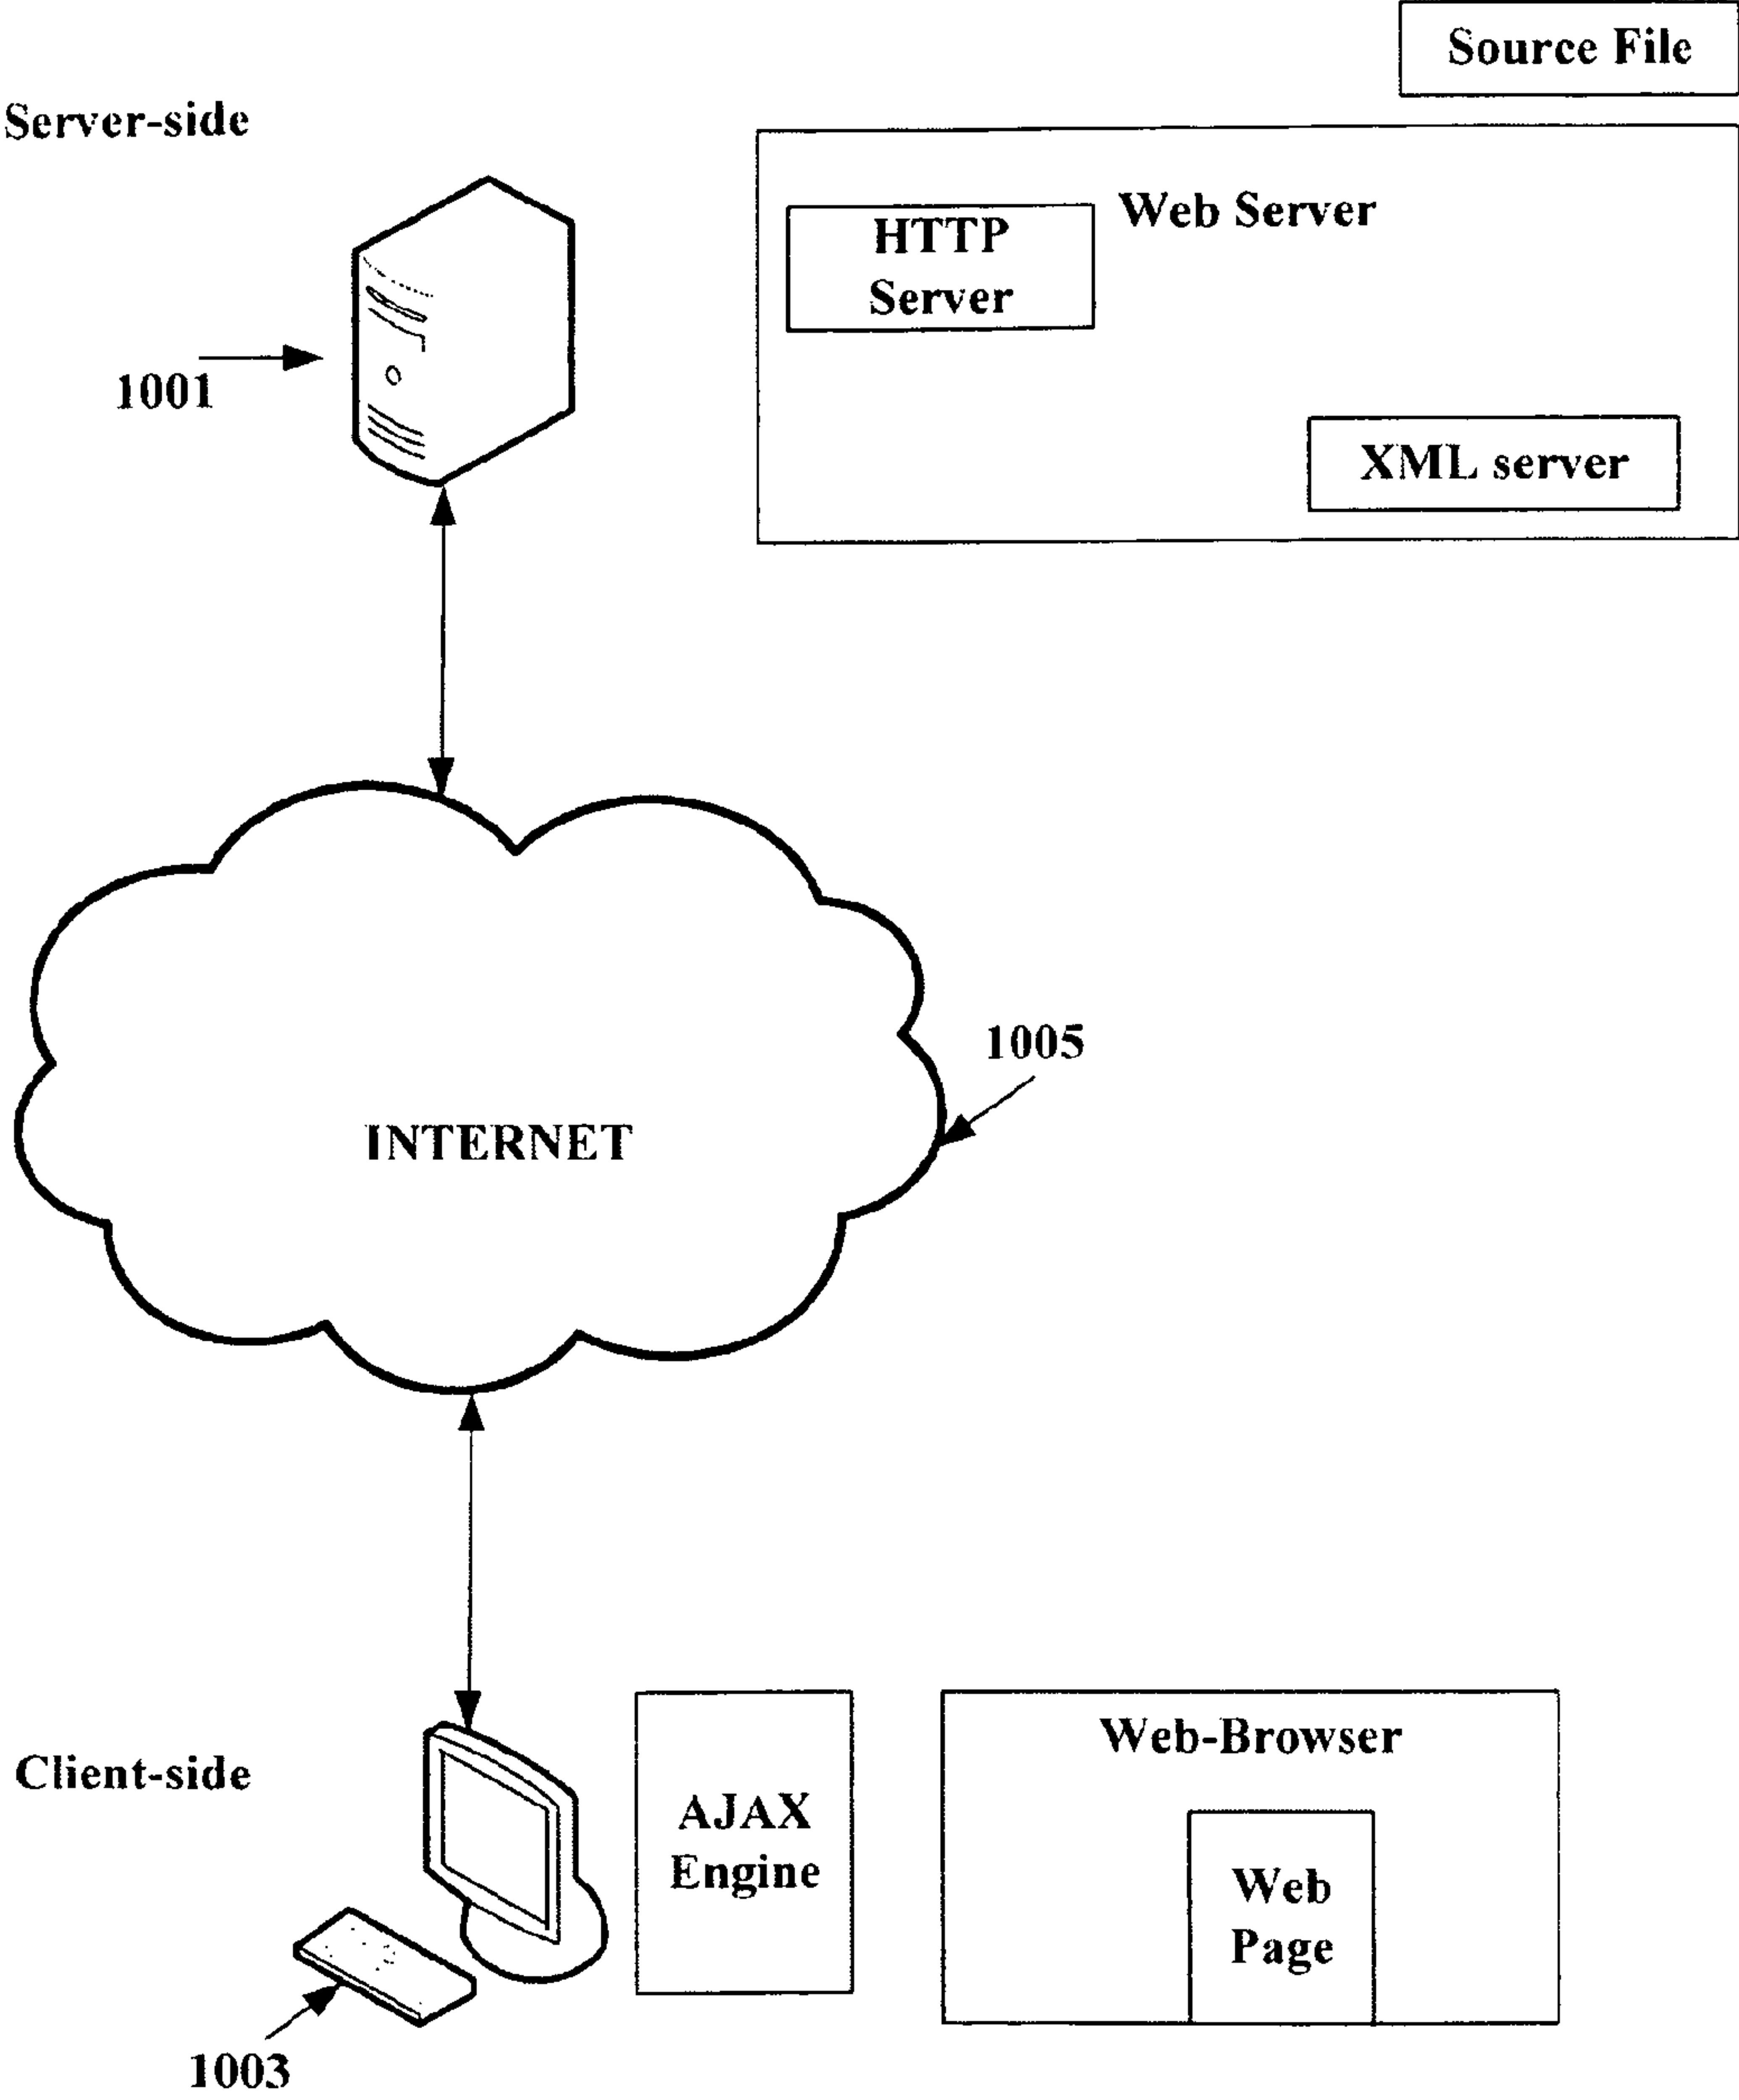 Source File
Server-side
Web Server
HTTP
Server
1001
XML server
1005
INTERNET
Web-Browser
Client-side
AJAX
Engine
Web
Page
1003